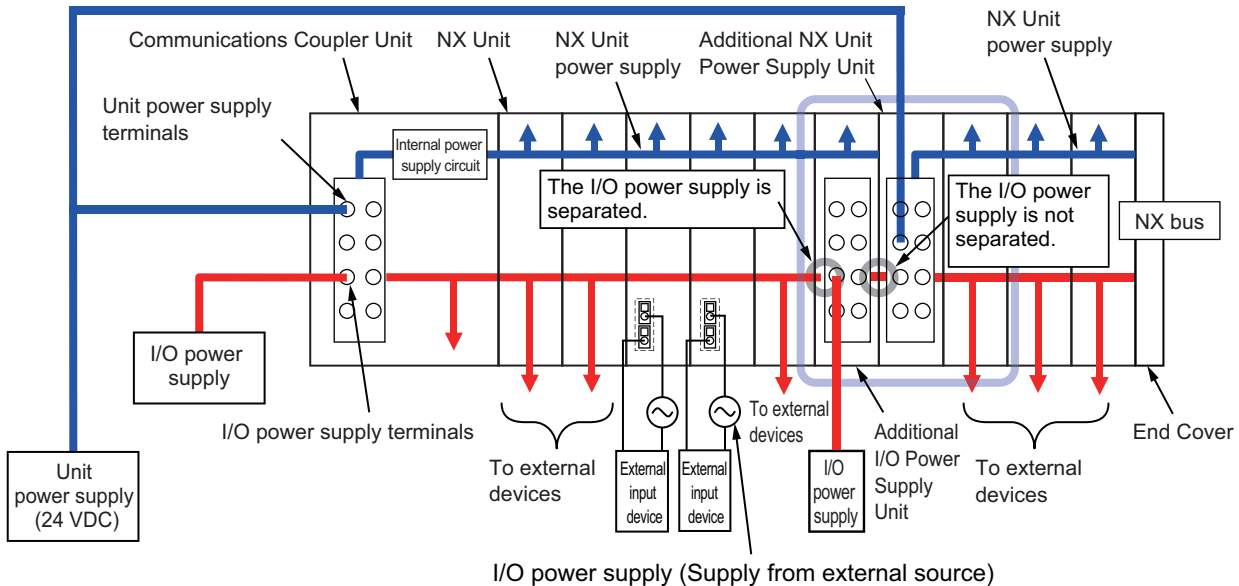 Communications Coupler Unit
NX Unit
NX Unit
power supply
Additional NX Unit
Power Supply Unit
NX Unit
power supply
Unit power supply
terminals
Internal power
supply circuit
The I/O power supply is
separated.
The I/O power
supply is not
separated.
NX bus
I/O power
supply
I/O power supply terminals
To external
devices
External
input
device
External
input
device
To external
devices
I/O
power
supply
Additional
I/O Power
Supply
Unit
To external
devices
End Cover
Unit
power supply
(24 VDC)
I/O power supply (Supply from external source)